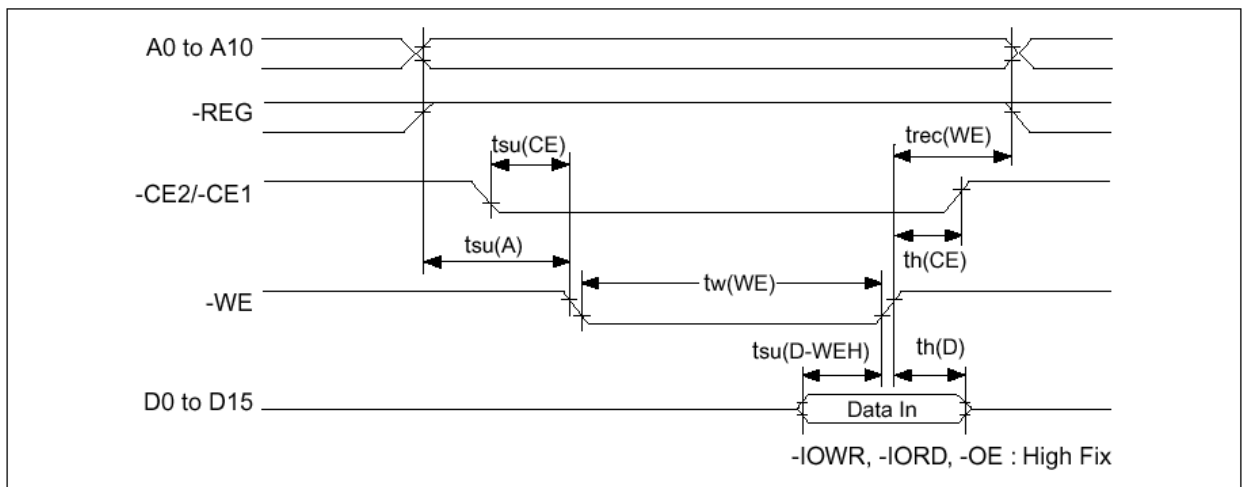 A0 to A10
-REG
tsu(CE)
trec(WE)
-CE2/-CE1
tsu(A)
th(CE)
tw(WE)
-WE
tsu(D-WEH)
th(D)
D0 to D15
Data In
-IOWR, -IORD, -OE : High Fix